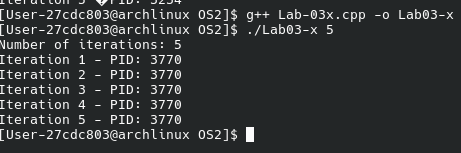 PID: 3234
[User-27cdc803@archlinux OS2]$ g++ Lab-03x.cpp -o Lab03-x
[User-27cdc803@archlinux OS2]$ ./Lab03-x 5
Number of iterations: 5
Iteration 1 - PID: 3770
Iteration 2 - PID: 3770
Iteration 3 - PID: 3770
Iteration 4 - PID: 3770
Iteration 5 - PID: 3770
[User-27cdc803@archlinux OS2]$